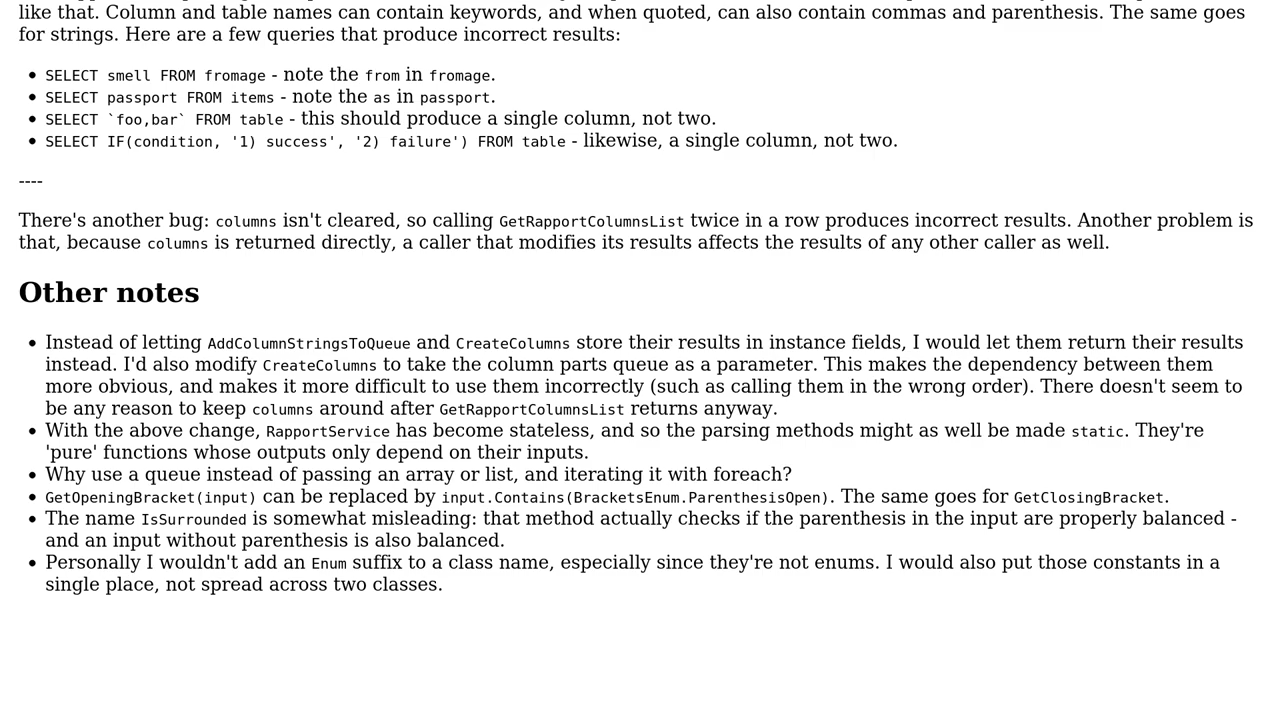 like that. Column and table names can contain keywords, and when quoted, can also contain commas and parenthesis. The same goes
for strings. Here are a few queries that produce incorrect results:
• SELECT smell FROM fromage - note the from in fromage.
• SELECT passport FROM items - note the as in passport.
• SELECT `foo,bar` FROM table - this should produce a single column, not two.
• SELECT IF(condition, '1) success', '2) failure') FROM table - likewise, a single column, not two.
----
There's another bug: columns isn't cleared, so calling GetRapportColumnsList twice in a row produces incorrect results. Another problem is
that, because columns is returned directly, a caller that modifies its results affects the results of any other caller as well.
Other notes
• Instead of letting AddColumnStringsToQueue and CreateColumns store their results in instance fields, I would let them return their results
instead. I'd also modify CreateColumns to take the column parts queue as a parameter. This makes the dependency between them
more obvious, and makes it more difficult to use them incorrectly (such as calling them in the wrong order). There doesn't seem to
be any reason to keep columns around after GetRapportColumnsList returns anyway.
• With the above change, RapportService has become stateless, and so the parsing methods might as well be made static. They're
'pure' functions whose outputs only depend on their inputs.
• Why use a queue instead of passing an array or list, and iterating it with foreach?
• GetOpeningBracket(input) can be replaced by input.Contains(BracketsEnum.ParenthesisOpen). The same goes for GetClosingBracket.
• The name IsSurrounded is somewhat misleading: that method actually checks if the parenthesis in the input are properly balanced -
and an input without parenthesis is also balanced.
• Personally I wouldn't add an Enum suffix to a class name, especially since they're not enums. I would also put those constants in a
single place, not spread across two classes.